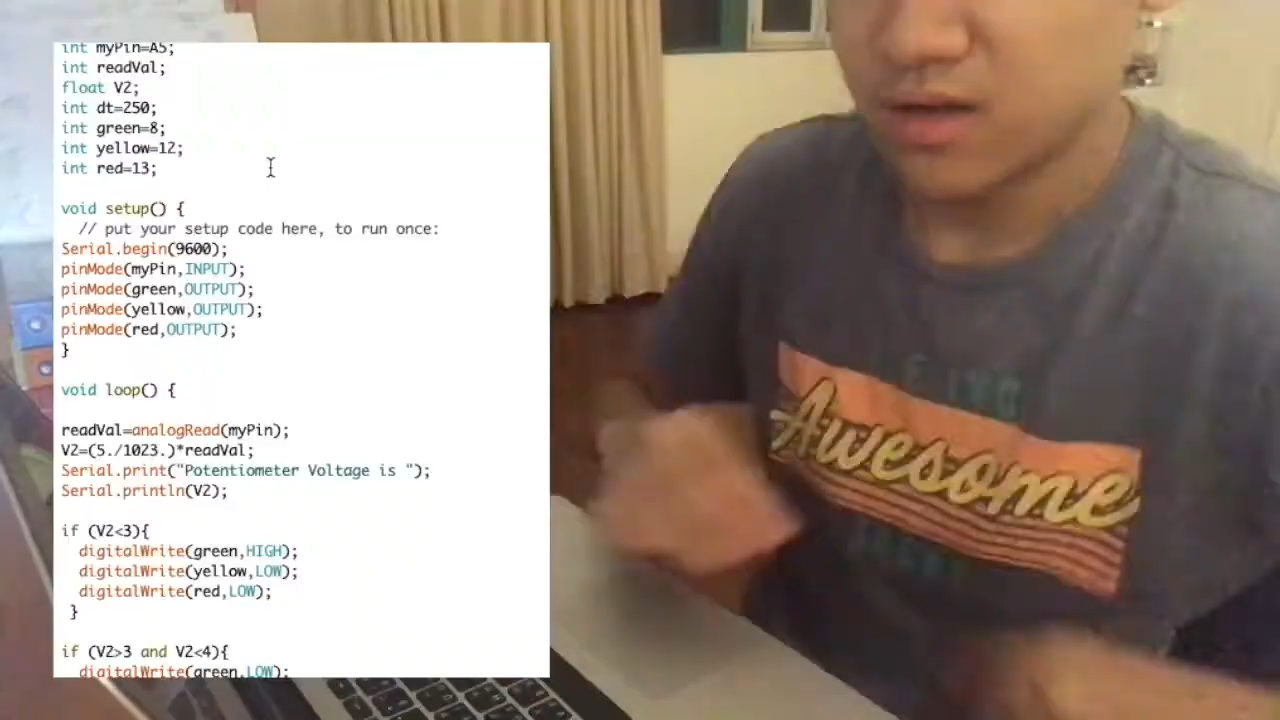 int myPin=A5;
int readVal;
float V2;
int dt=250;
int green=8;
int yellow=12;
int red=13;
void setup() {
// put your setup code here, to run once:
Serial.begin(9600);
pinMode(myPin,INPUT);
pinMode(green,OUTPUT);
pinMode(yellow,OUTPUT);
pinMode(red,OUTPUT);
}
void loop() {
readVal=analogRead(myPin);
V2=(5./1023.)*readVal;
Serial.print("Potentiometer Voltage is ");
Serial.println(V2);
if (V2<3){
digitalWrite(green,HIGH);
digitalWrite(yellow,LOW);
digitalWrite(red,LOW);
}
if (V2>3 and V2<4){
digitalWrite(green,LOW);
Awesome